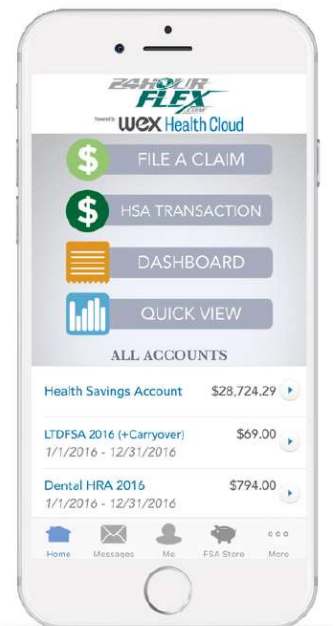 24HOURFLEX
.COM
Powered by wex Health Cloud
FILE A CLAIM
HSA TRANSACTION
DASHBOARD
QUICK VIEW
ALL ACCOUNTS
Health Savings Account $28,724.29
LTDFSA 2016 (+Carryover) $69.00
1/1/2016 - 12/31/2016
Dental HRA 2016 $794.00
1/1/2016 - 12/31/2016
Home Messages Me FSA Store More